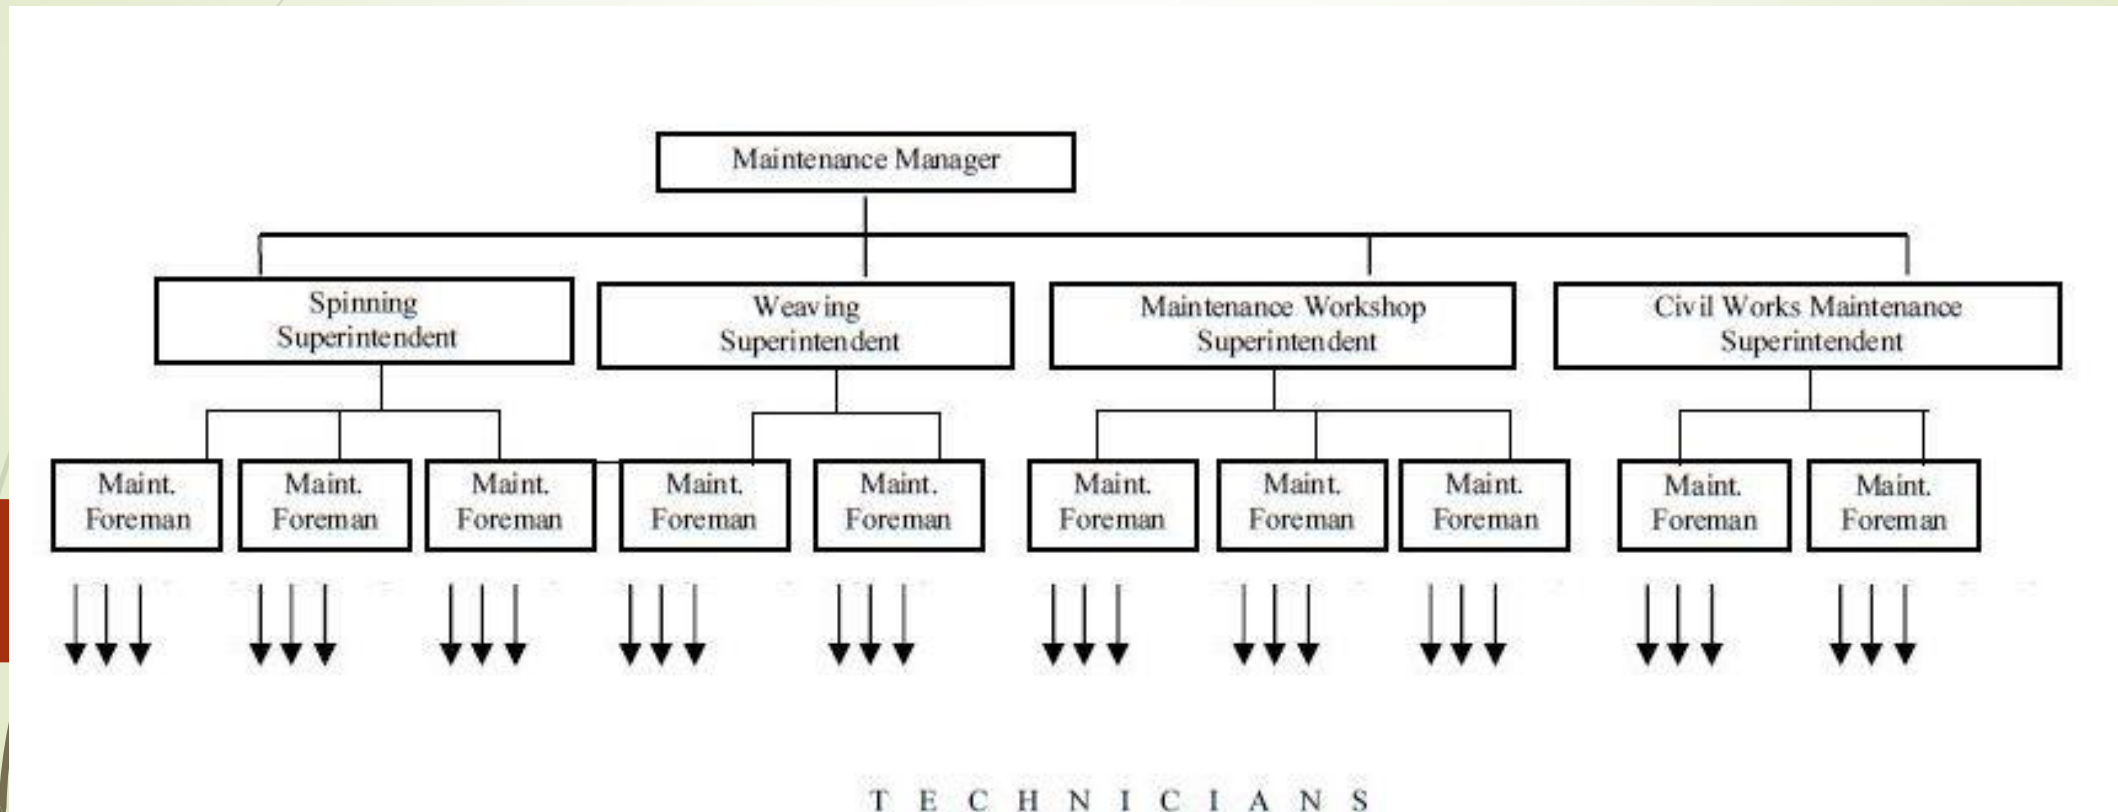 Maintenance Manager
Spinning
Superintendent
Weaving
Superintendent
Maintenance Workshop
Superintendent
Civil Works Maintenance
Superintendent
Maint.
Foreman
Maint.
Foreman
Maint.
Foreman
Maint.
Foreman
Maint.
Foreman
Maint.
Foreman
Maint.
Foreman
Maint.
Foreman
Maint.
Foreman
Maint.
Foreman
T E C H N I C I A N S